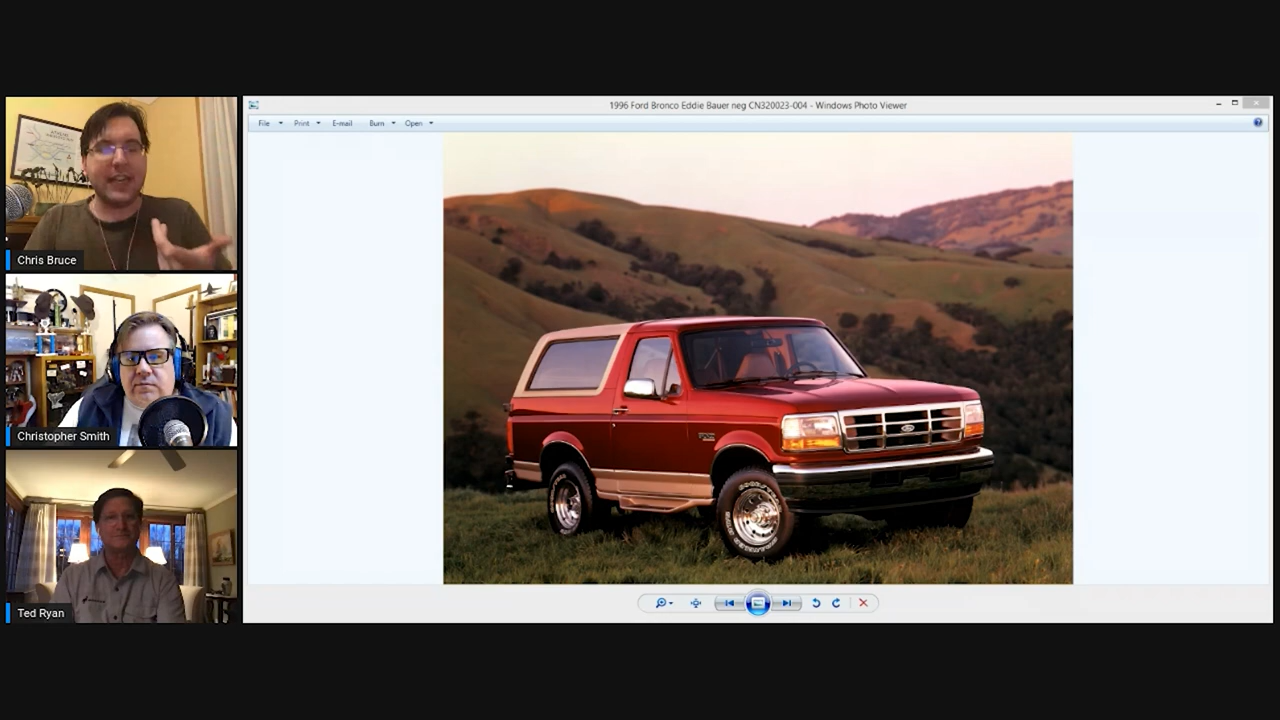 1996 Ford Bronco Eddie Bauer neg CN320023-004 - Windows Photo Viewer
File Print E-mail Burn Open
Chris Bruce
Christopher Smith
Ted Ryan
Ford